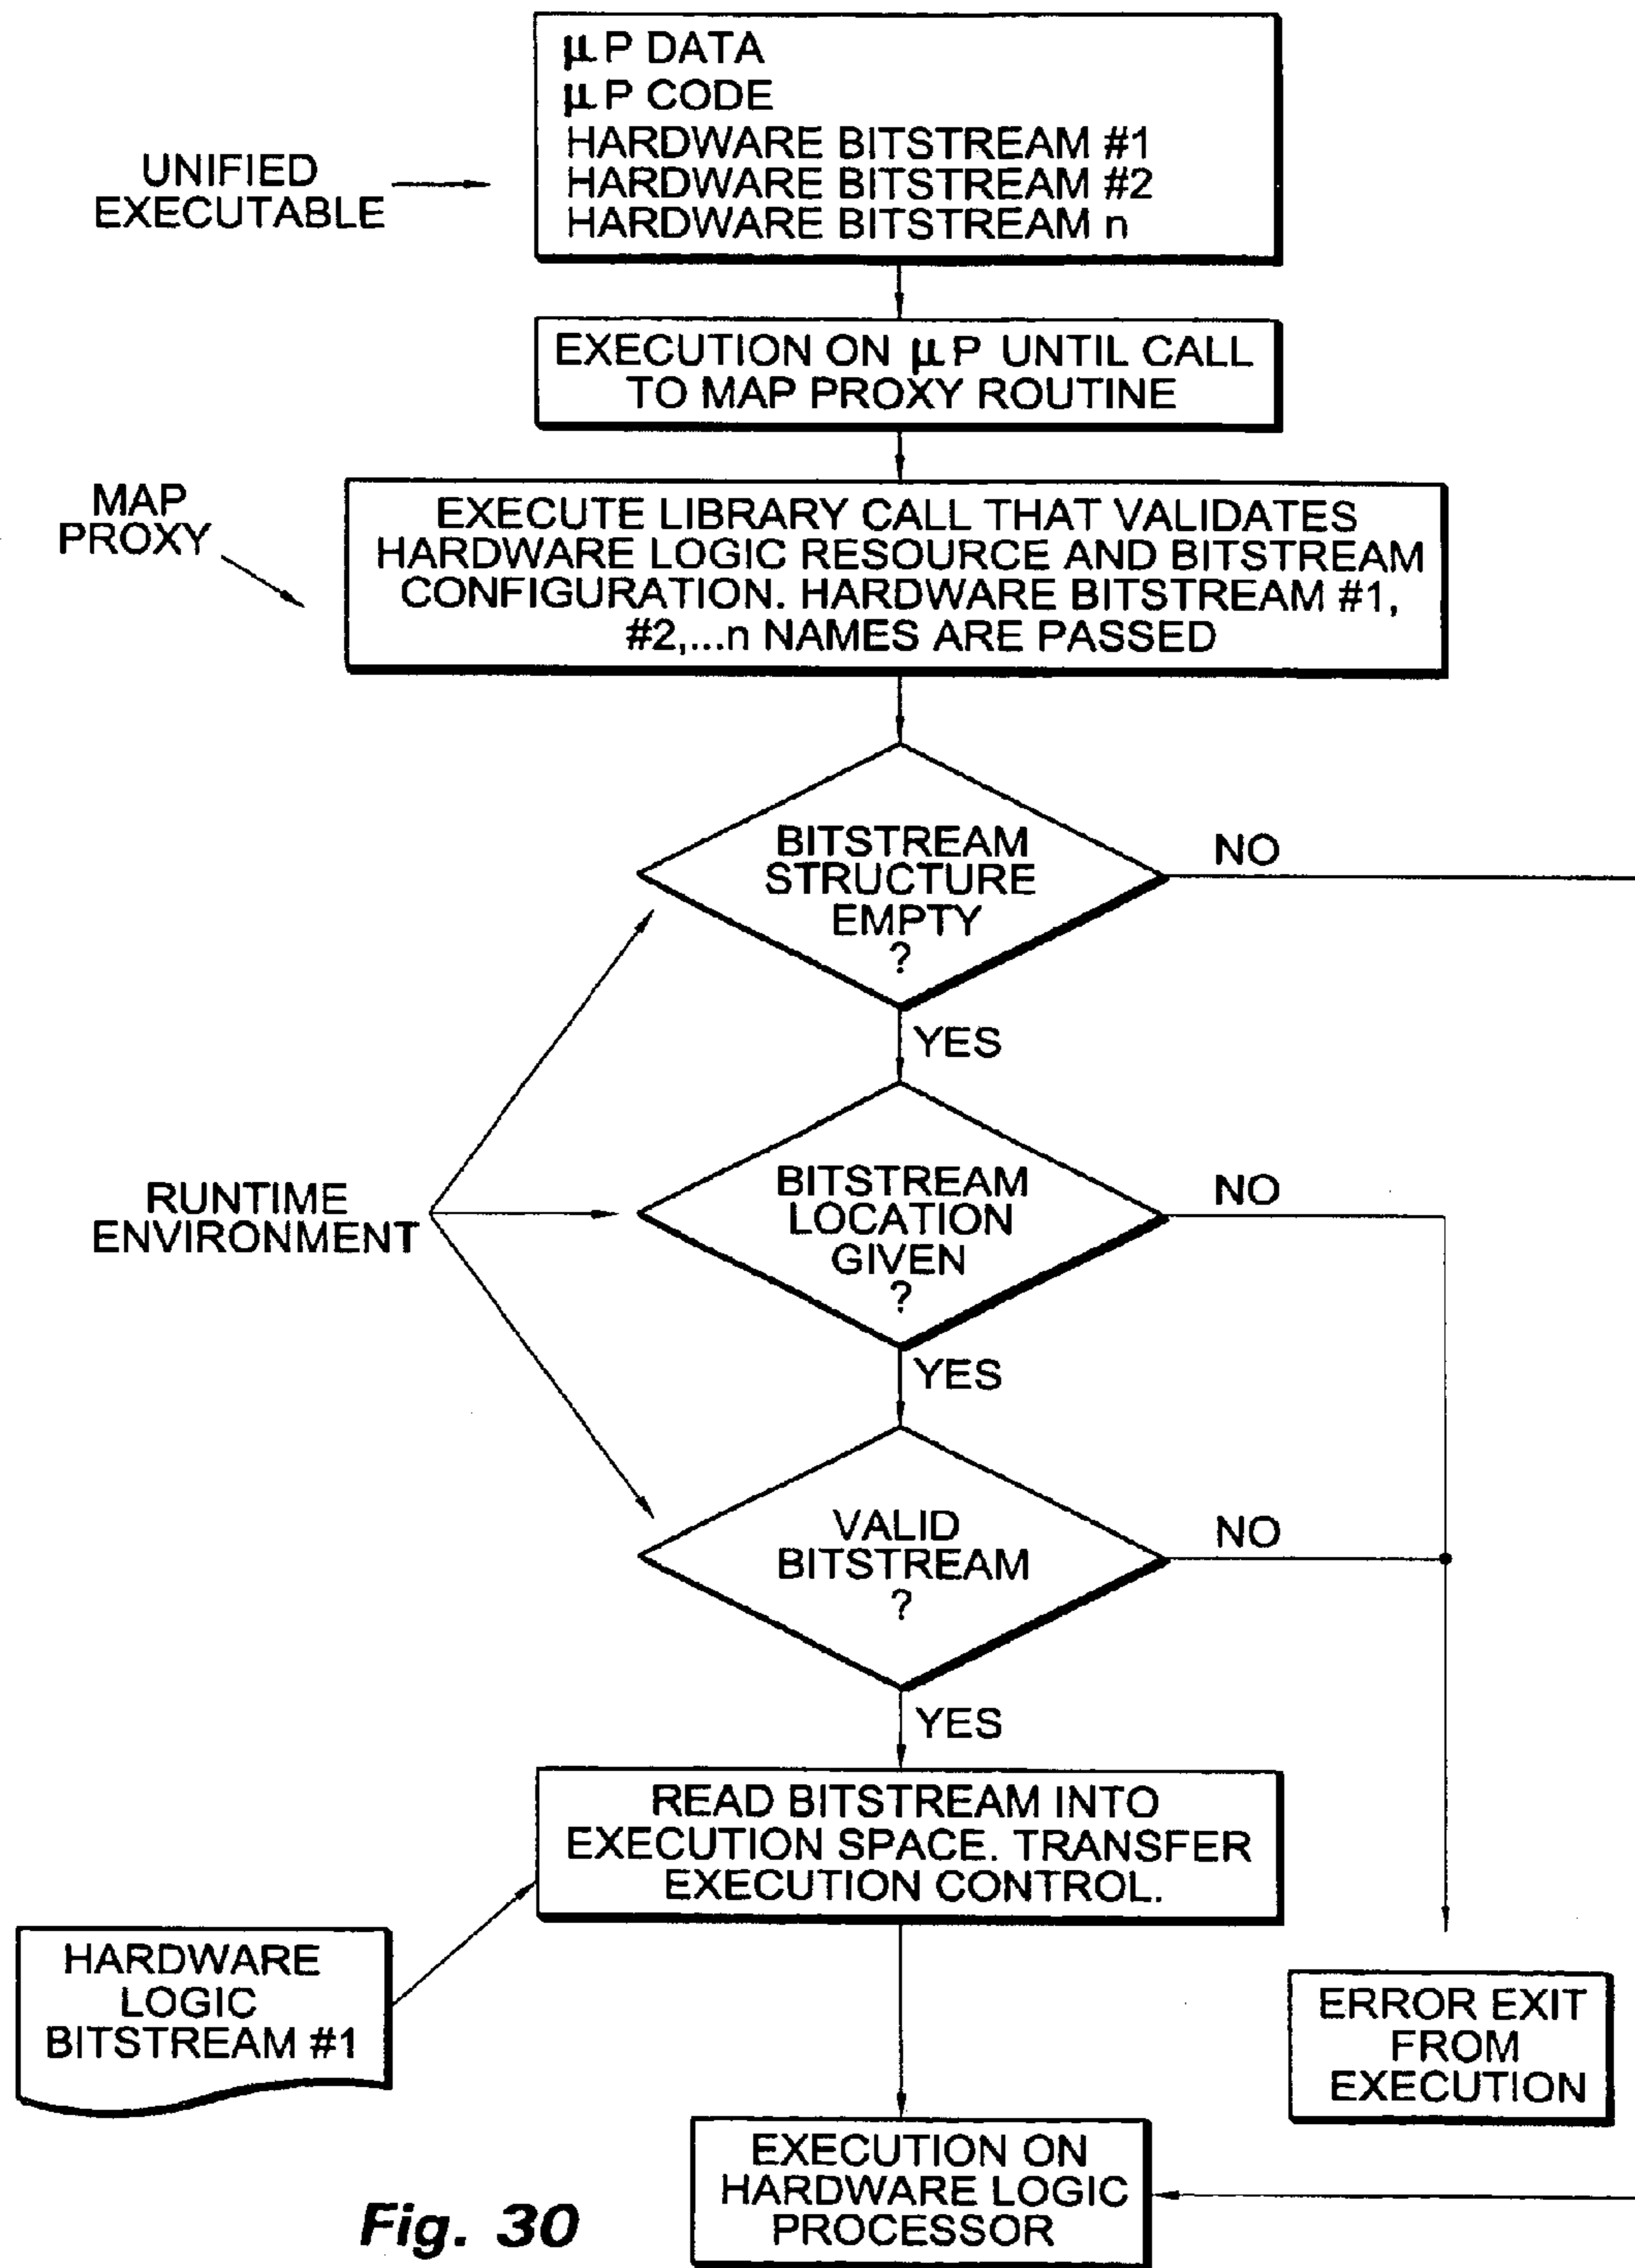 μP DATA
μP CODE
HARDWARE BITSTREAM #1
HARDWARE BITSTREAM #2
HARDWARE BITSTREAM n
UNIFIED
EXECUTABLE
EXECUTION ON μP UNTIL CALL
TO MAP PROXY ROUTINE
MAP
PROXY
EXECUTE LIBRARY CALL THAT VALIDATES
HARDWARE LOGIC RESOURCE AND BITSTREAM
CONFIGURATION. HARDWARE BITSTREAM #1,
#2,...n NAMES ARE PASSED
BITSTREAM
STRUCTURE
EMPTY
?
NO
YES
RUNTIME
ENVIRONMENT
BITSTREAM
LOCATION
GIVEN
?
NO
YES
VALID
BITSTREAM
?
NO
YES
READ BITSTREAM INTO
EXECUTION SPACE. TRANSFER
EXECUTION CONTROL.
HARDWARE
LOGIC
BITSTREAM #1
ERROR EXIT
FROM
EXECUTION
EXECUTION ON
HARDWARE LOGIC
PROCESSOR
Fig. 30